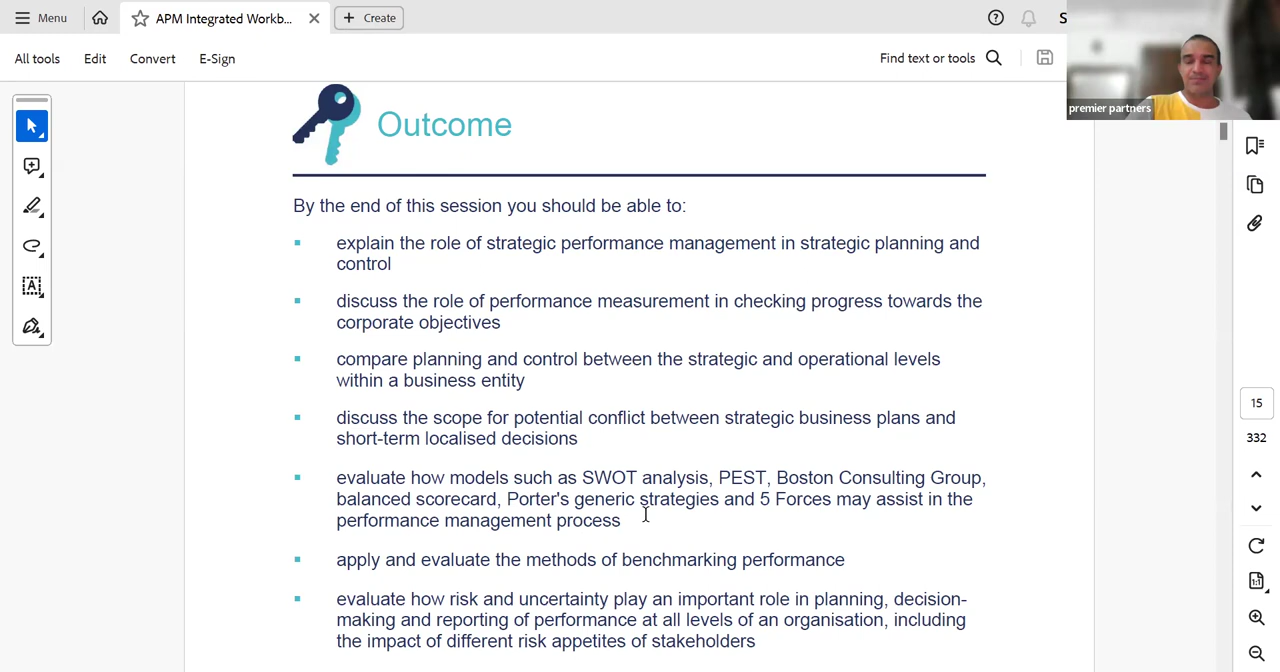 Menu
APM Integrated Workb...
Create
S
All tools
Edit
Convert
E-Sign
Find text or tools
premier partners
Outcome
By the end of this session you should be able to:
explain the role of strategic performance management in strategic planning and
control
discuss the role of performance measurement in checking progress towards the
corporate objectives
compare planning and control between the strategic and operational levels
within a business entity
discuss the scope for potential conflict between strategic business plans and
short-term localised decisions
evaluate how models such as SWOT analysis, PEST, Boston Consulting Group,
balanced scorecard, Porter's generic strategies and 5 Forces may assist in the
performance management process
apply and evaluate the methods of benchmarking performance
evaluate how risk and uncertainty play an important role in planning, decision-
making and reporting of performance at all levels of an organisation, including
the impact of different risk appetites of stakeholders
15
332
1:1